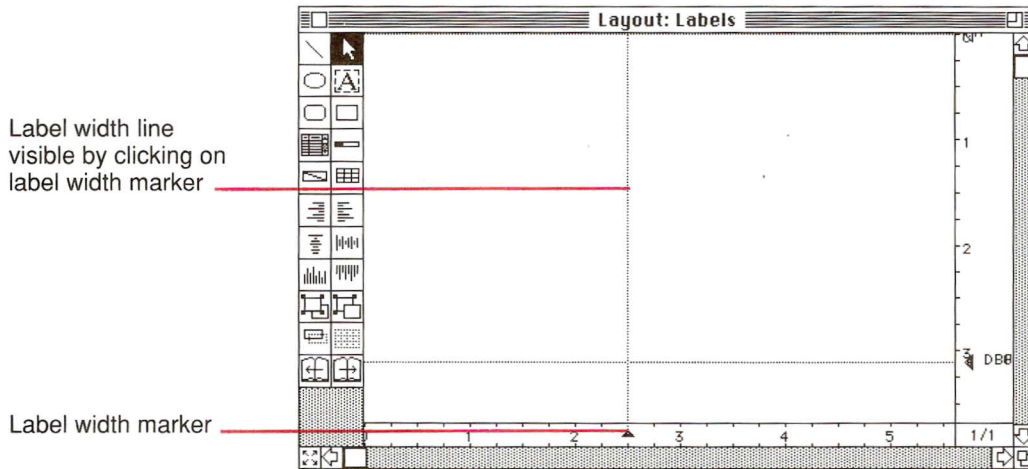 Layout: Labels
A
Label width line
visible by clicking on
label width marker
1
2
3
Label width marker
1 2 3 4 5 1/1